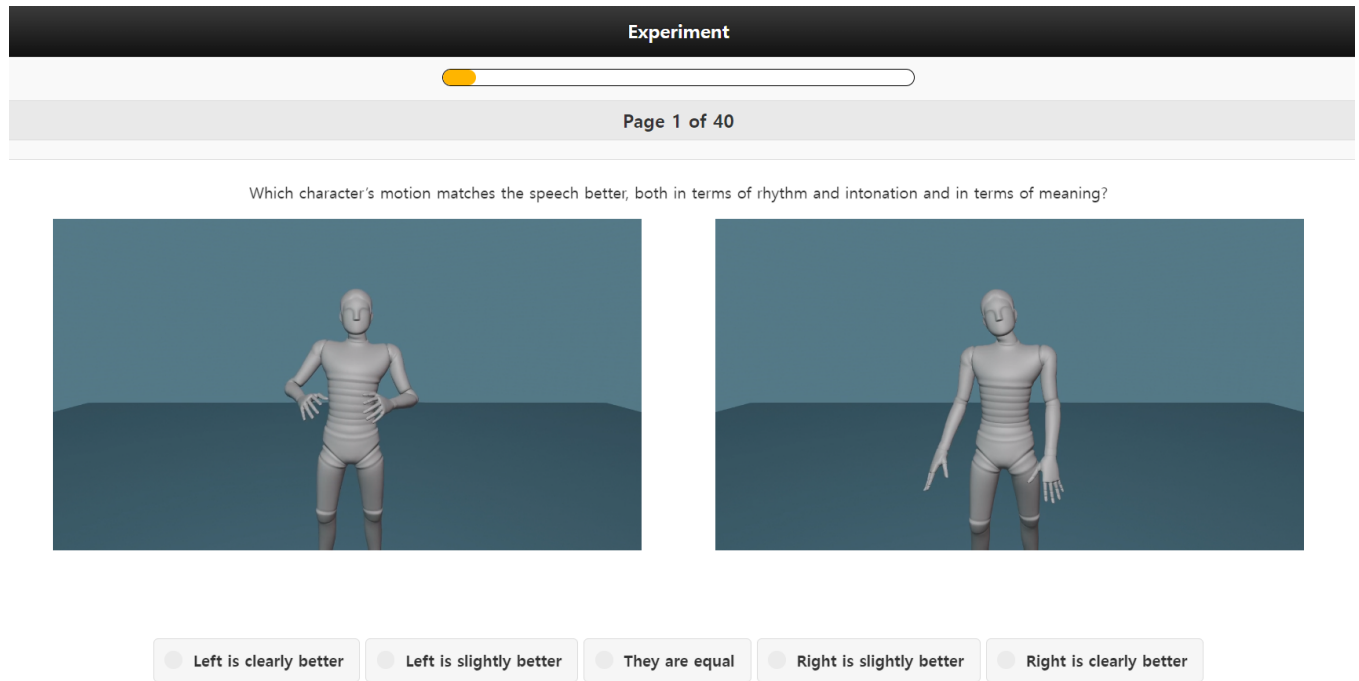 Experiment
Page 1 of 40
Which character’s motion matches the speech better, both in terms of rhythm and intonation and in terms of meaning?
Left is clearly better
Left is slightly better
They are equal
Right is slightly better
Right is clearly better